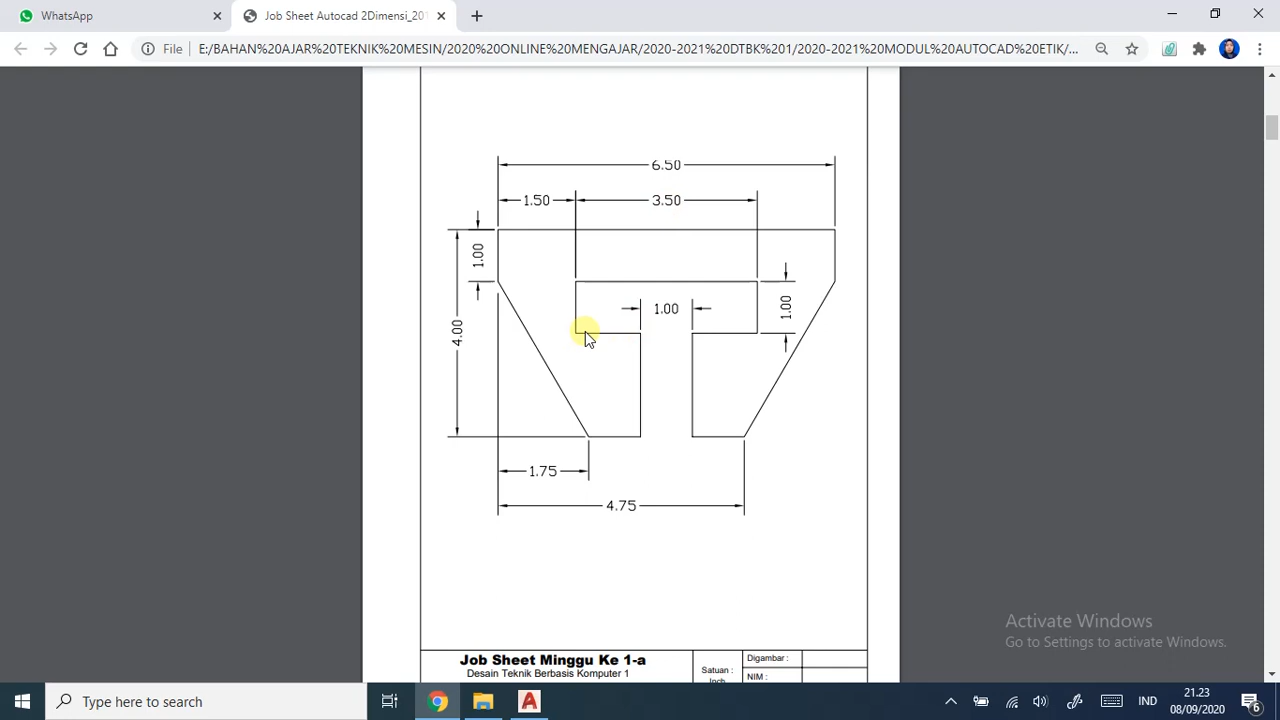 WhatsApp
Job Sheet Autocad 2Dimensi_201
File
E:/BAHAN%20AJAR%20TEKNIK%20MESIN/2020%20ONLINE%20MENGAJAR/2020-2021%20DTBK%201/2020-2021%20MODUL%20AUTOCAD%20ETIK/...
6.50
1.50
3.50
1.00
1.00
1.00
4.00
1.75
4.75
Activate Windows
Go to Settings to activate Windows.
Job Sheet Minggu Ke 1-a
Desain Teknik Berbasis Komputer 1
Satuan :
Inch
Digambar :
NIM :
Type here to search
IND
21.23
08/09/2020
6